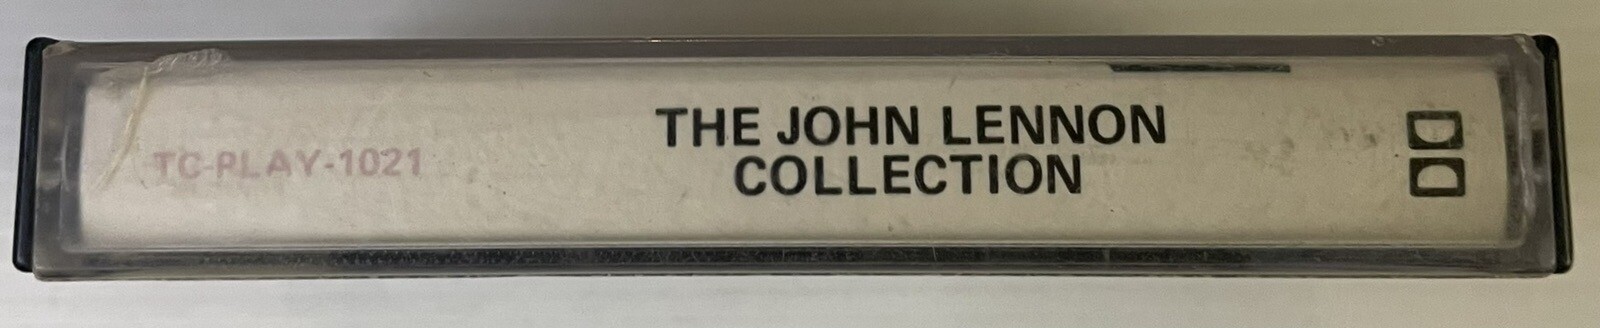 TC-PLAY-1021
THE JOHN LENNON
COLLECTION